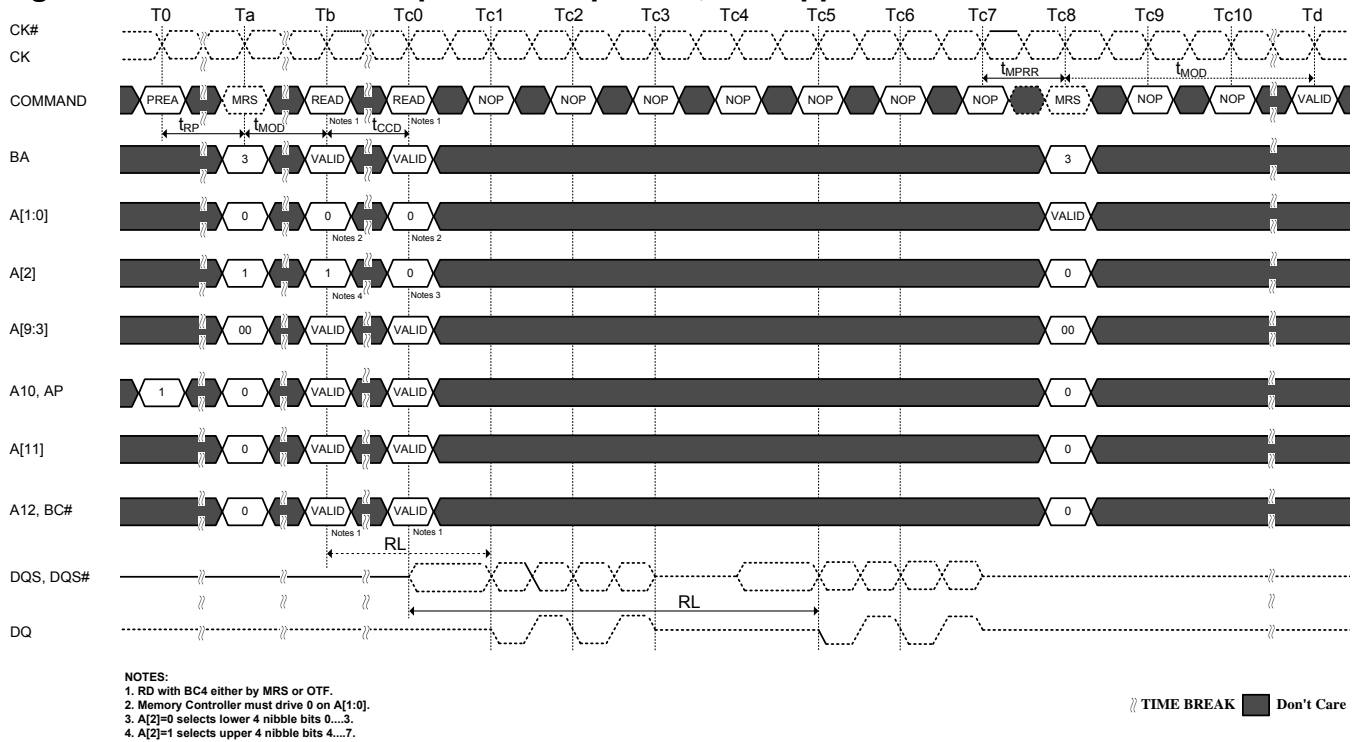 T0 Ta Tb Tc0 Tc1 Tc2 Tc3 Tc4 Tc5 Tc6 Tc7 Tc8 Tc9 Tc10 Td
CK#
CK
tMPRR tMOD
COMMAND PREA MRS READ READ NOP NOP NOP NOP NOP NOP NOP MRS NOP NOP VALID
Notes 1 Notes 1
tRP tMOD tCCD
BA 3 VALID VALID 3
A[1:0] 0 0 0 VALID
Notes 2 Notes 2
A[2] 1 1 0 0
Notes 4 Notes 3
A[9:3] 00 VALID VALID 00
A10, AP 1 0 VALID VALID 0
A[11] 0 VALID VALID 0
A12, BC# 0 VALID VALID 0
Notes 1 Notes 1
RL
DQS, DQS#
RL
DQ
NOTES:
1. RD with BC4 either by MRS or OTF.
2. Memory Controller must drive 0 on A[1:0].
3. A[2]=0 selects lower 4 nibble bits 0....3.
4. A[2]=1 selects upper 4 nibble bits 4....7.
TIME BREAK Don't Care